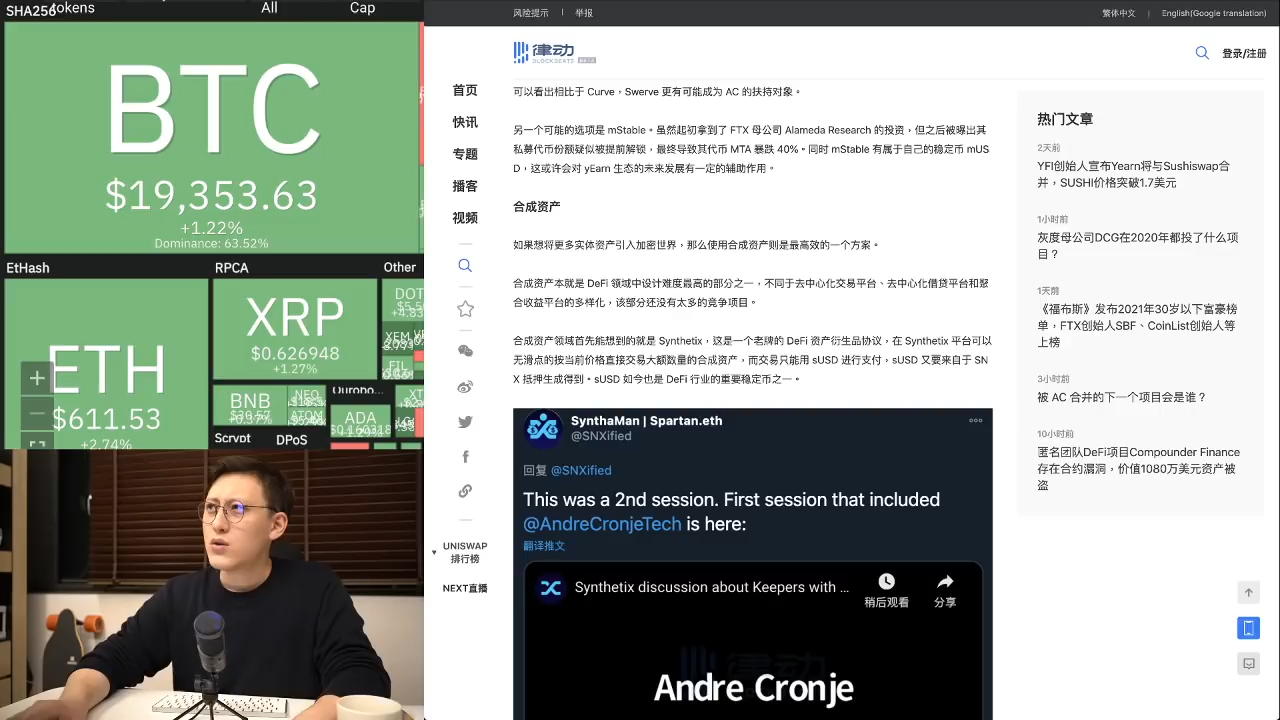 SHA256
Tokens
All
Cap
BTC
$19,353.63
+1.22%
Dominance: 63.52%
EtHash
RPCA
Other
ETH
$611.53
+2.74%
XRP
$0.626948
+1.27%
DOT
BNB
$30.57
+0.37%
NEO
ATOM
Ourobo...
ADA
Scrypt
DPoS
风险提示
举报
繁体中文
English(Google translation)
律动
BLOCKBEATS
BETA
登录/注册
首页
快讯
专题
播客
视频
UNISWAP
排行榜
NEXT直播
可以看出相比于 Curve，Swerve 更有可能成为 AC 的扶持对象。
另一个可能的选项是 mStable。虽然起初拿到了 FTX 母公司 Alameda Research 的投资，但之后被曝出其
私募代币份额疑似被提前解锁，最终导致其代币 MTA 暴跌 40%。同时 mStable 有属于自己的稳定币 mUS
D，这或许会对 yEarn 生态的未来发展有一定的辅助作用。
合成资产
如果想将更多实体资产引入加密世界，那么使用合成资产则是最高效的一个方案。
合成资产本就是 DeFi 领域中设计难度最高的部分之一，不同于去中心化交易平台、去中心化借贷平台和聚
合收益平台的多样化，该部分还没有太多的竞争项目。
合成资产领域首先能想到的就是 Synthetix，这是一个老牌的 DeFi 资产衍生品协议，在 Synthetix 平台可以
无滑点的按当前价格直接交易大额数量的合成资产，而交易只能用 sUSD 进行支付，sUSD 又要来自于 SN
X 抵押生成得到。sUSD 如今也是 DeFi 行业的重要稳定币之一。
SynthaMan | Spartan.eth
@SNXified
回复 @SNXified
This was a 2nd session. First session that included
@AndreCronjeTech is here:
翻译推文
Synthetix discussion about Keepers with ...
稍后观看
分享
律动
Andre Cronje
热门文章
2天前
YFI创始人宣布Yearn将与Sushiswap合
并，SUSHI价格突破1.7美元
1小时前
灰度母公司DCG在2020年都投了什么项
目？
1天前
《福布斯》发布2021年30岁以下富豪榜
单，FTX创始人SBF、CoinList创始人等
上榜
3小时前
被 AC 合并的下一个项目会是谁？
10小时前
匿名团队DeFi项目Compounder Finance
存在合约漏洞，价值1080万美元资产被
盗